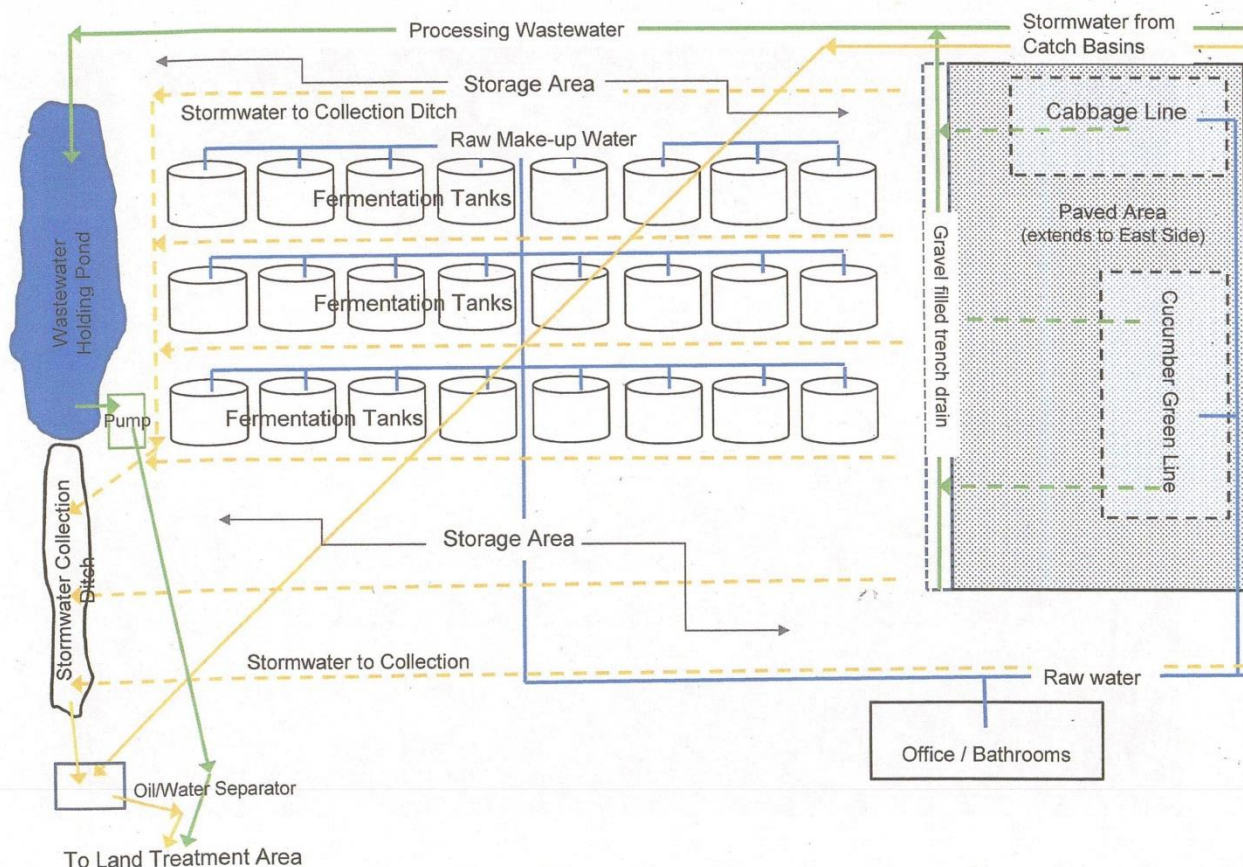 Processing Wastewater
Stormwater from
Catch Basins
Storage Area
Stormwater to Collection Ditch
Raw Make-up Water
Cabbage Line
Fermentation Tanks
Paved Area
(extends to East Side)
Wastewater
Holding Pond
Fermentation Tanks
Gravel filled trench drain
Cucumber Green Line
Pump
Fermentation Tanks
Stormwater Collection
Ditch
Storage Area
Stormwater to Collection
Raw water
Office / Bathrooms
Oil/Water Separator
To Land Treatment Area